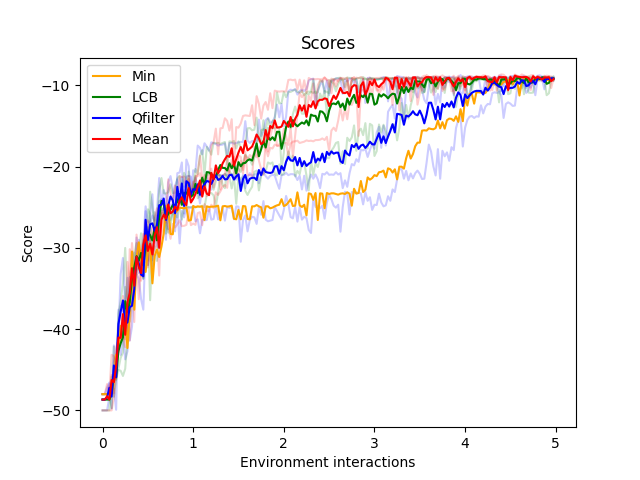 Scores
Min
LCB
Qfilter
Mean
Score
−10
−20
−30
−40
−50
0 1 2 3 4 5
Environment interactions